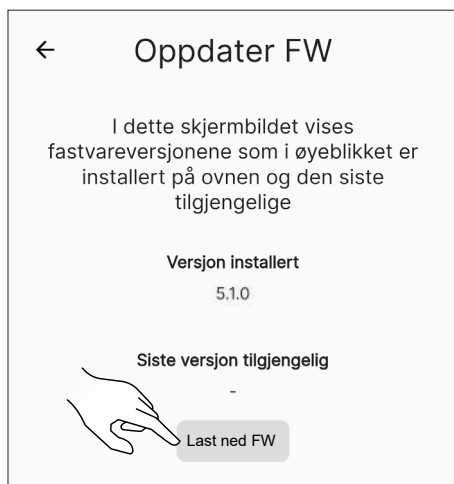 Oppdater FW
I dette skjermbildet vises
fastvareversjonene som i øyeblikket er
installert på ovnen og den siste
tilgjengelige
Versjon installert
5.1.0
Siste versjon tilgjengelig
-
Last ned FW